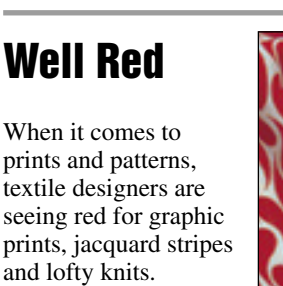 Well Red
When it comes to
prints and patterns,
textile designers are
seeing red for graphic
prints, jacquard stripes
and lofty knits.